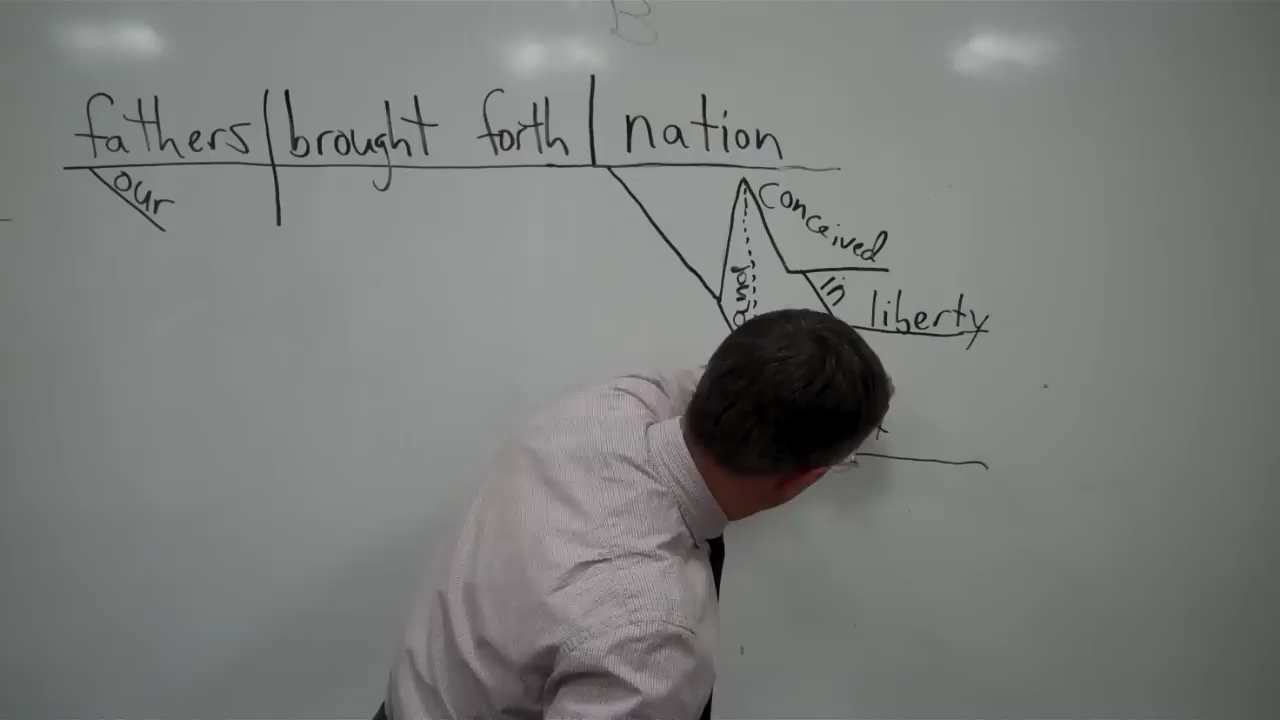 B
fathers brought forth nation
our
conceived
and
in
liberty